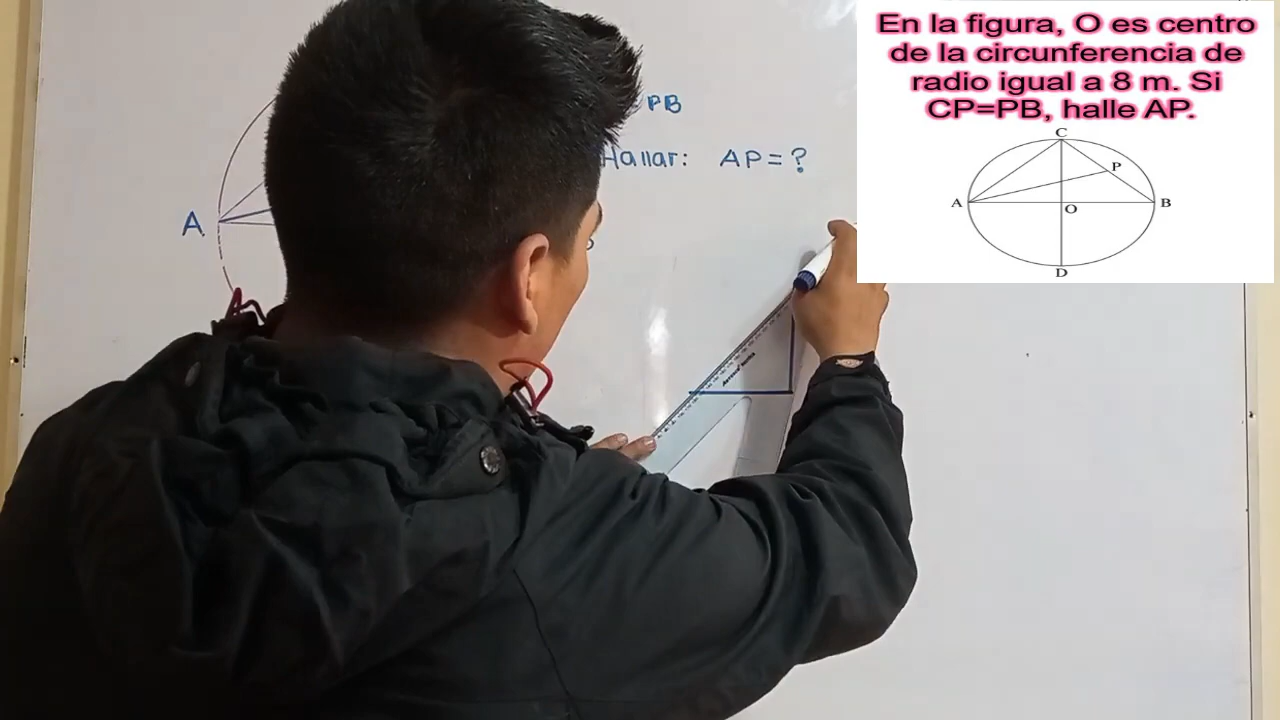 En la figura, O es centro
de la circunferencia de
radio igual a 8 m. Si
CP=PB, halle AP.
C
P
A
O
B
D
PB
Hallar: AP=?
A